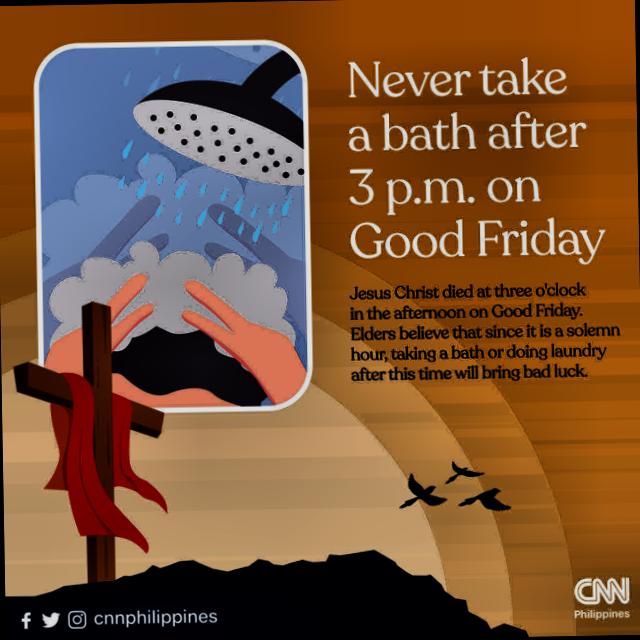 Never take
a bath after
3 p.m. on
Good Friday
Jesus Christ died at three o'clock
in the afternoon on Good Friday.
Elders believe that since it is a solemn
hour, taking a bath or doing laundry
after this time will bring bad luck.
cnnphilippines
CNN
Philippines